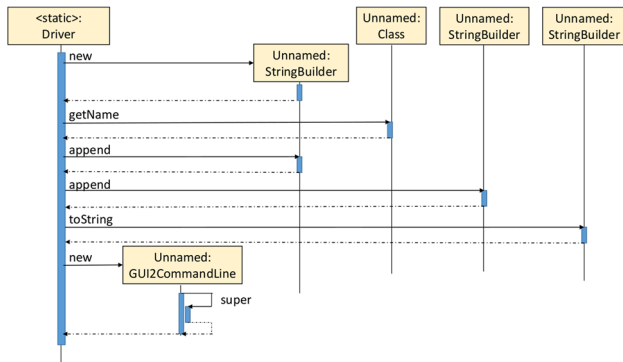 <static>:
Driver
Unnamed:
Class
Unnamed:
StringBuilder
Unnamed:
StringBuilder
new
Unnamed:
StringBuilder
getName
append
append
toString
new
Unnamed:
GUI2CommandLine
super